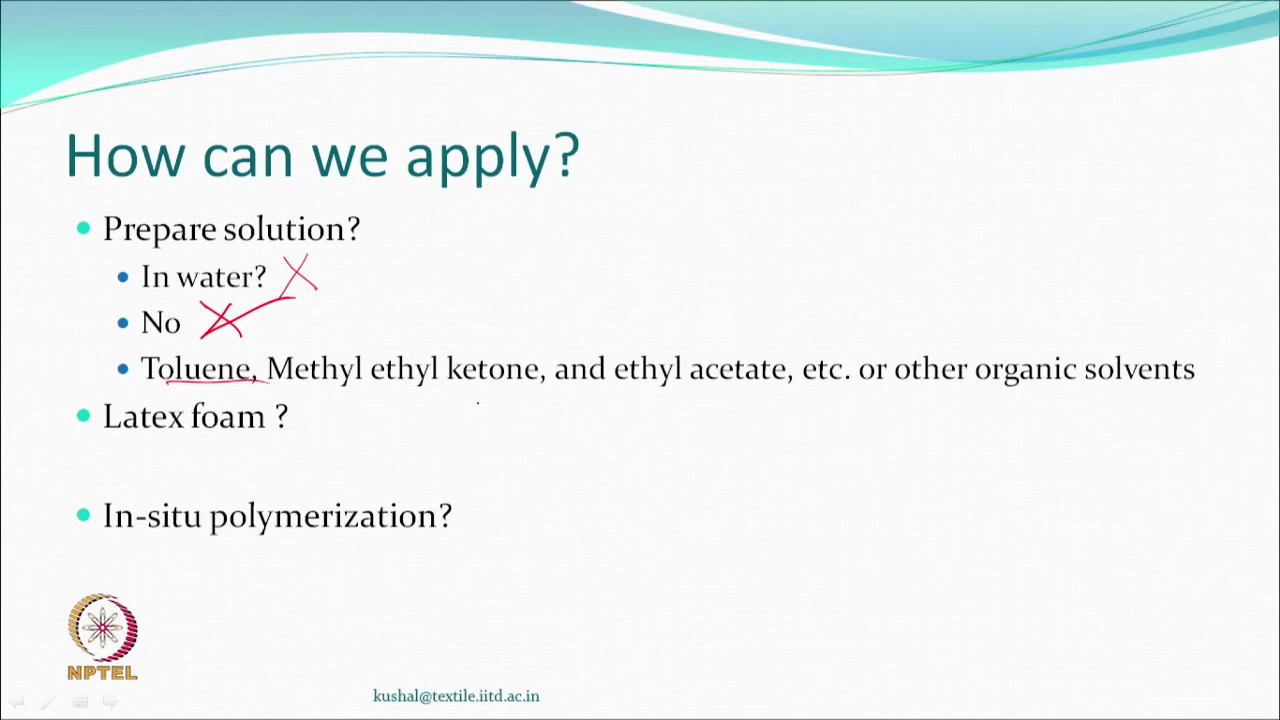 How can we apply?
Prepare solution?
In water?
No
Toluene, Methyl ethyl ketone, and ethyl acetate, etc. or other organic solvents
Latex foam ?
In-situ polymerization?
NPTEL
kushal@textile.iitd.ac.in